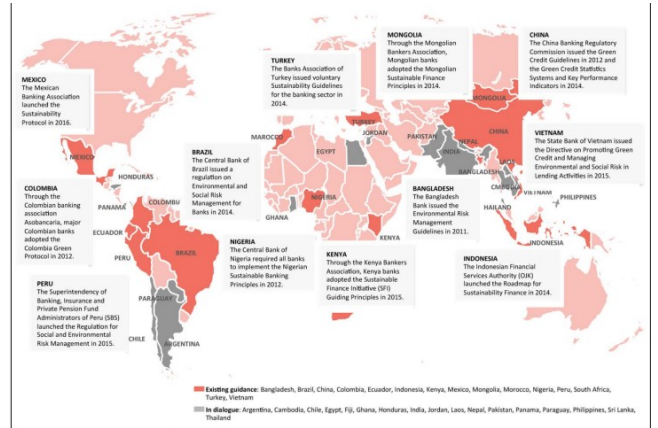 MEXICO
The Mexican
Banking Association
launched the
Sustainability
Protocol in 2016.
TURKEY
The Banks Association of
Turkey issued voluntary
Sustainability Guidelines
for the banking sector in
2014.
MONGOLIA
Through the Mongolian
Bankers Association,
Mongolian banks
adopted the Mongolian
Sustainable Finance
Principles in 2014.
CHINA
The China Banking Regulatory
Commission issued the Green
Credit Guidelines in 2012 and
the Green Credit Statistics
Systems and Key Performance
Indicators in 2014.
VIETNAM
The State Bank of Vietnam issued
the Directive on Promoting Green
Credit and Managing
Environmental and Social Risk in
Lending Activities in 2015.
BRAZIL
The Central Bank of
Brazil issued a
regulation on
Environmental and
Social Risk
Management for
Banks in 2014.
COLOMBIA
Through the
Colombian banking
association
Asobancaria, major
Colombian banks
adopted the
Colombia Green
Protocol in 2012.
BANGLADESH
The Bangladesh
Bank issued the
Environmental Risk
Management
Guidelines in 2011.
NIGERIA
The Central Bank of
Nigeria required all banks
to implement the Nigerian
Sustainable Banking
Principles in 2012.
KENYA
Through the Kenya Bankers
Association, Kenya banks
adopted the Sustainable
Finance Initiative (SFI)
Guiding Principles in 2015.
INDONESIA
The Indonesian Financial
Services Authority (OJK)
launched the Roadmap for
Sustainability Finance in 2014.
PERU
The Superintendency of
Banking, Insurance and
Private Pension Fund
Administrators of Peru (SBS)
launched the Regulation for
Social and Environmental
Risk Management in 2015.
MEXICO
HONDURAS
PANAMA
COLOMBI
ECUADOR
PERU
BRAZIL
PARAGUAY
CHILE
ARGENTINA
MOROCCO
TURKEY
JORDAN
EGYPT
GHANA
NIGERIA
KENYA
PAKISTAN
INDIA
NEPAL
BANGLADESH
MONGOLIA
CHINA
LAOS
CAMBODIA
VIETNAM
THAILAND
PHILIPPINES
INDONESIA
Existing guidance: Bangladesh, Brazil, China, Colombia, Ecuador, Indonesia, Kenya, Mexico, Mongolia, Morocco, Nigeria, Peru, South Africa,
Turkey, Vietnam
In dialogue: Argentina, Cambodia, Chile, Egypt, Fiji, Ghana, Honduras, India, Jordan, Laos, Nepal, Pakistan, Panama, Paraguay, Philippines, Sri Lanka,
Thailand